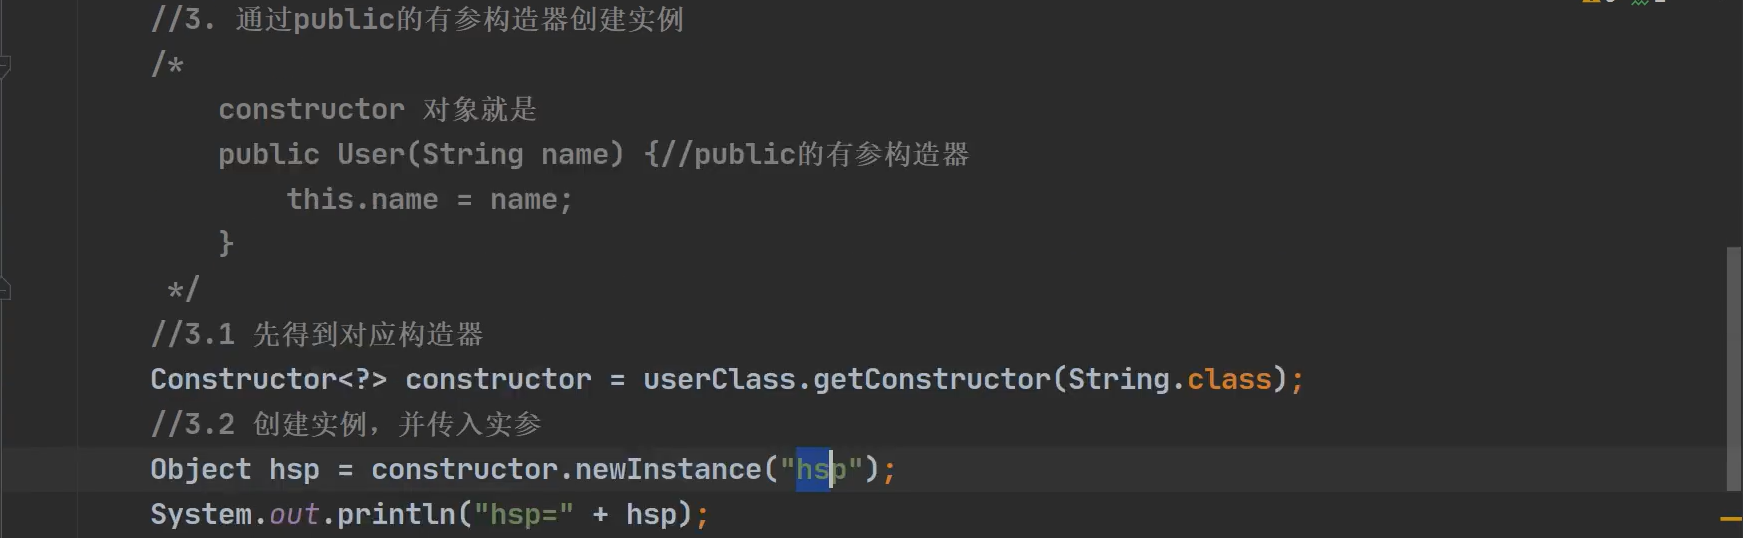 //3. 通过public的有参构造器创建实例
/*
constructor 对象就是
public User(String name) {//public的有参构造器
this.name = name;
}
*/
//3.1 先得到对应构造器
Constructor<?> constructor = userClass.getConstructor(String.class);
//3.2 创建实例，并传入实参
Object hsp = constructor.newInstance("hsp");
System.out.println("hsp=" + hsp);